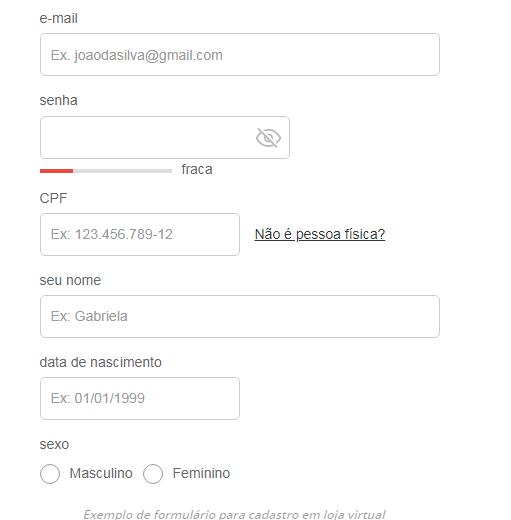 e-mail
Ex. joaodasilva@gmail.com
senha
fraca
CPF
Ex: 123.456.789-12 Não é pessoa física?
seu nome
Ex: Gabriela
data de nascimento
Ex: 01/01/1999
sexo
Masculino Feminino
Exemplo de formulário para cadastro em loja virtual